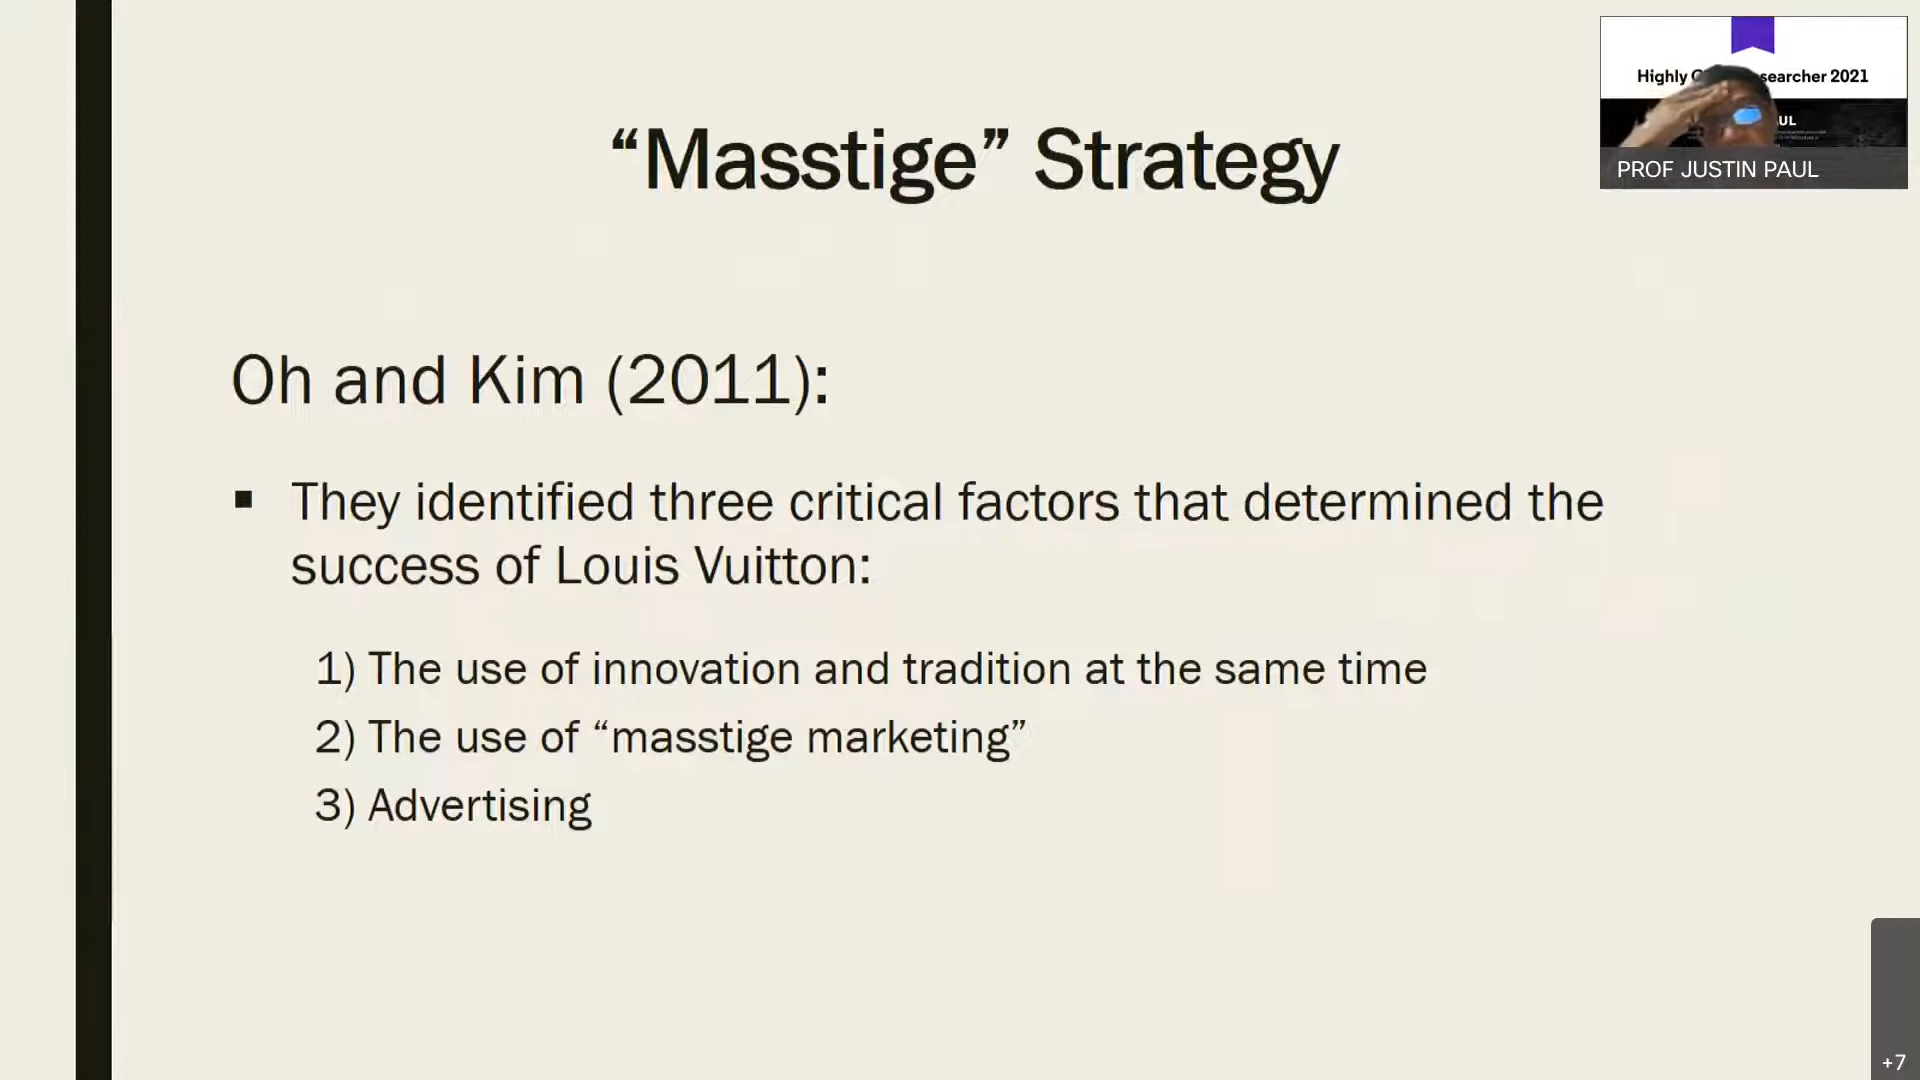 “Masstige” Strategy
Highly
searcher 2021
UL
PROF JUSTIN PAUL
Oh and Kim (2011):
▪ They identified three critical factors that determined the
success of Louis Vuitton:
1) The use of innovation and tradition at the same time
2) The use of “masstige marketing”
3) Advertising
+7